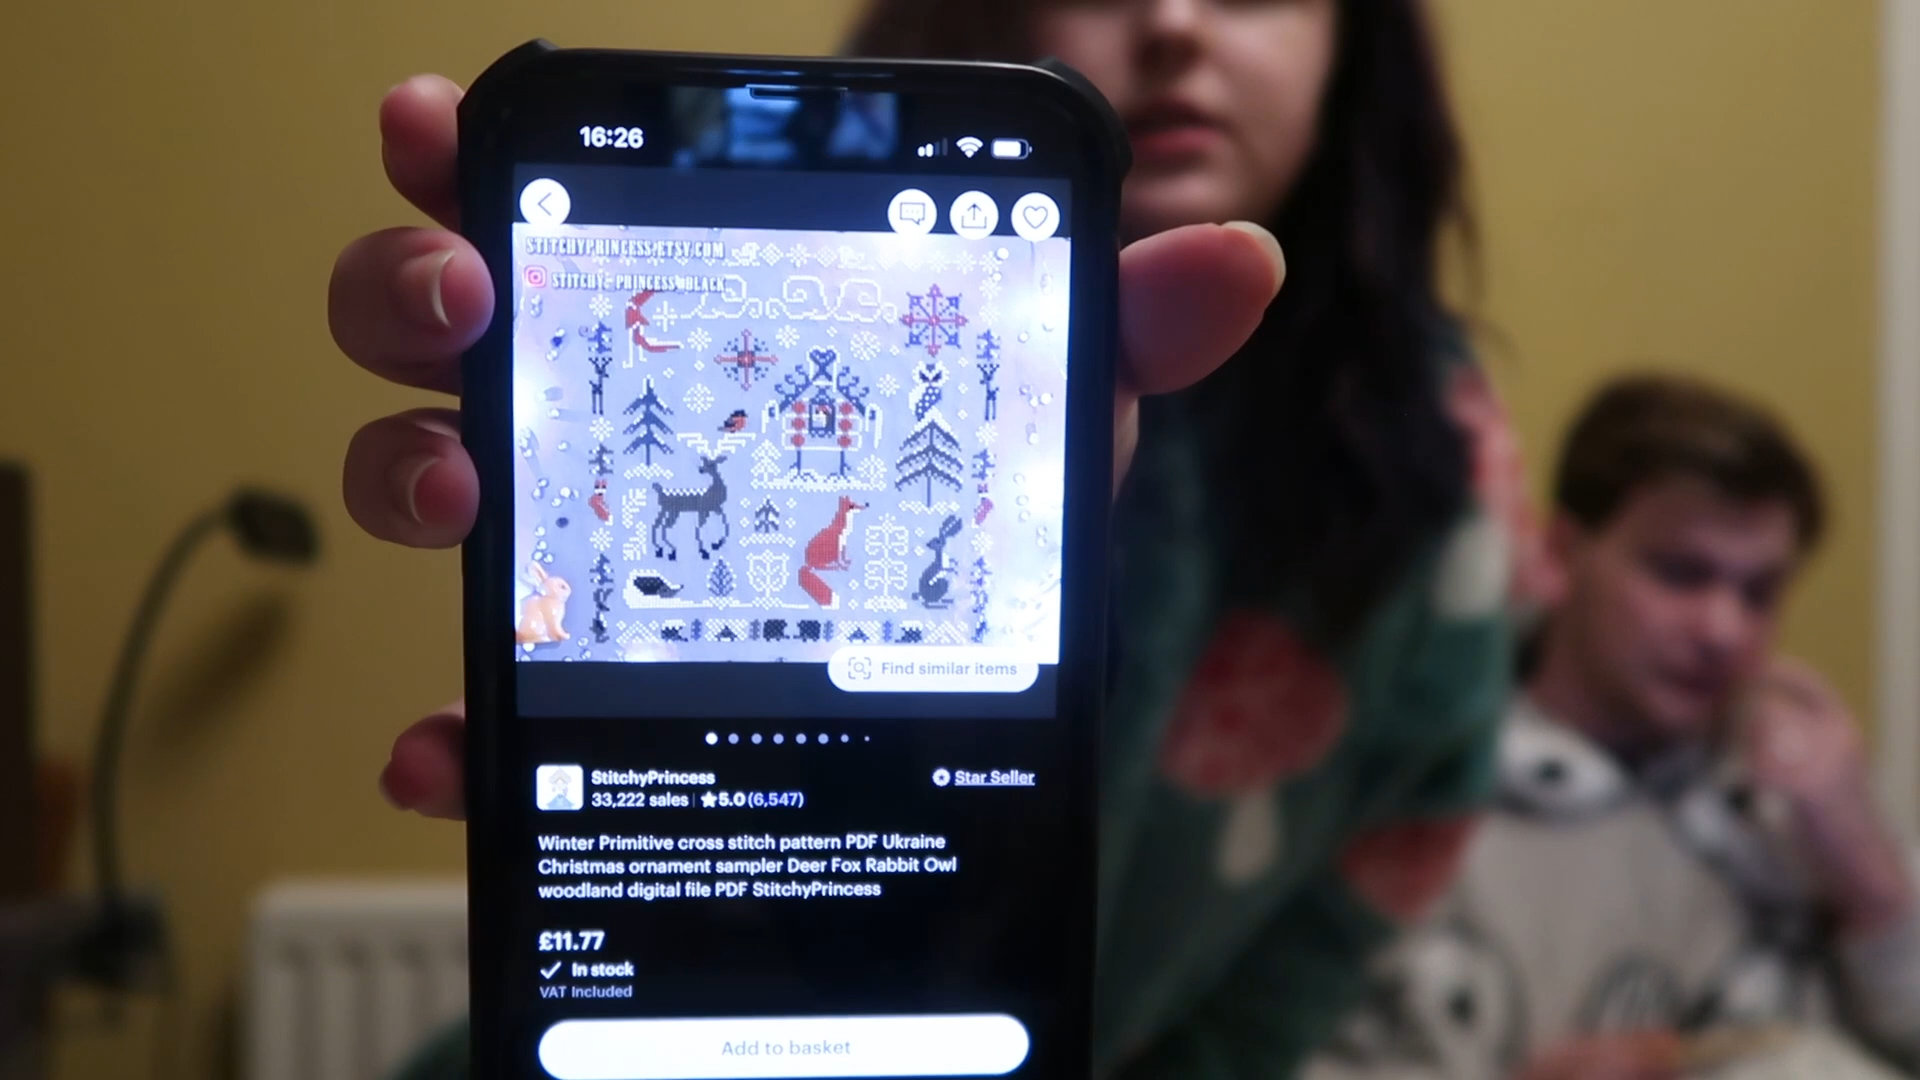 16:26
STITCHYPRINCESS.ETSY.COM
STITCHY_PRINCESS_BLACK
Find similar items
StitchyPrincess
Star Seller
33,222 sales | ★5.0 (6,547)
Winter Primitive cross stitch pattern PDF Ukraine
Christmas ornament sampler Deer Fox Rabbit Owl
woodland digital file PDF StitchyPrincess
£11.77
In stock
VAT Included
Add to basket